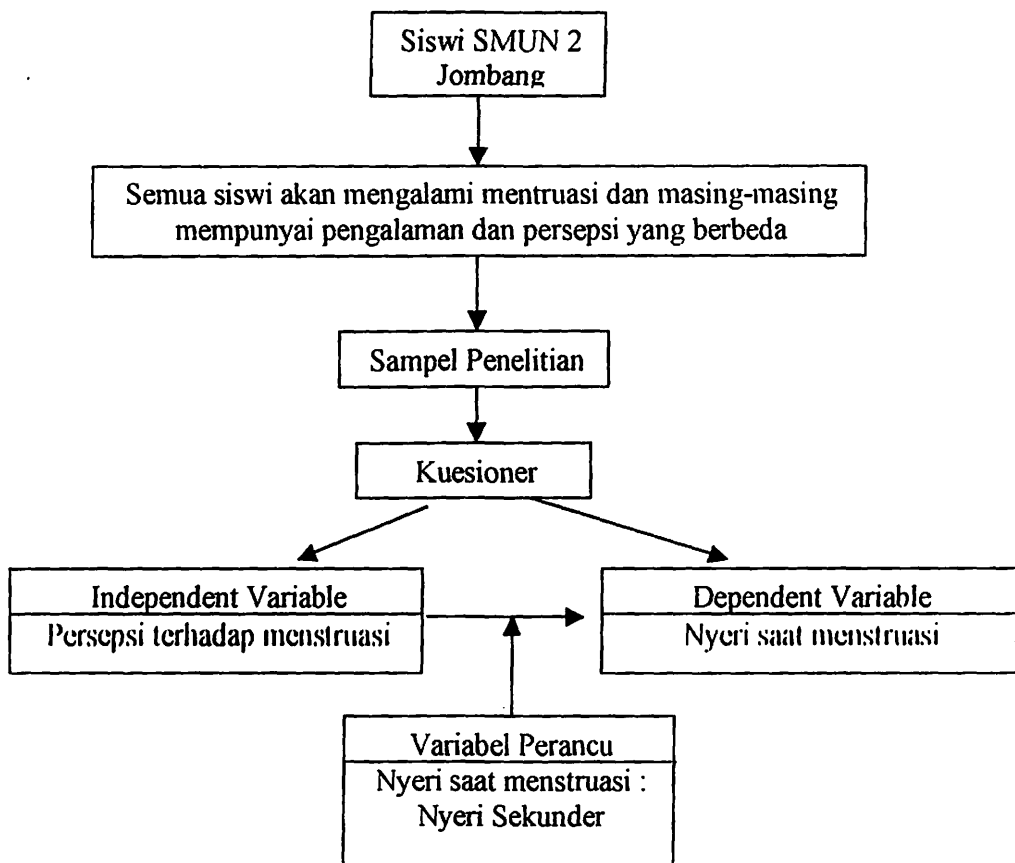 Siswi SMUN 2
Jombang
Semua siswi akan mengalami mentruasi dan masing-masing
mempunyai pengalaman dan persepsi yang berbeda
Sampel Penelitian
Kuesioner
Independent Variable
Persepsi terhadap menstruasi
Dependent Variable
Nyeri saat menstruasi
Variabel Perancu
Nyeri saat menstruasi :
Nyeri Sekunder